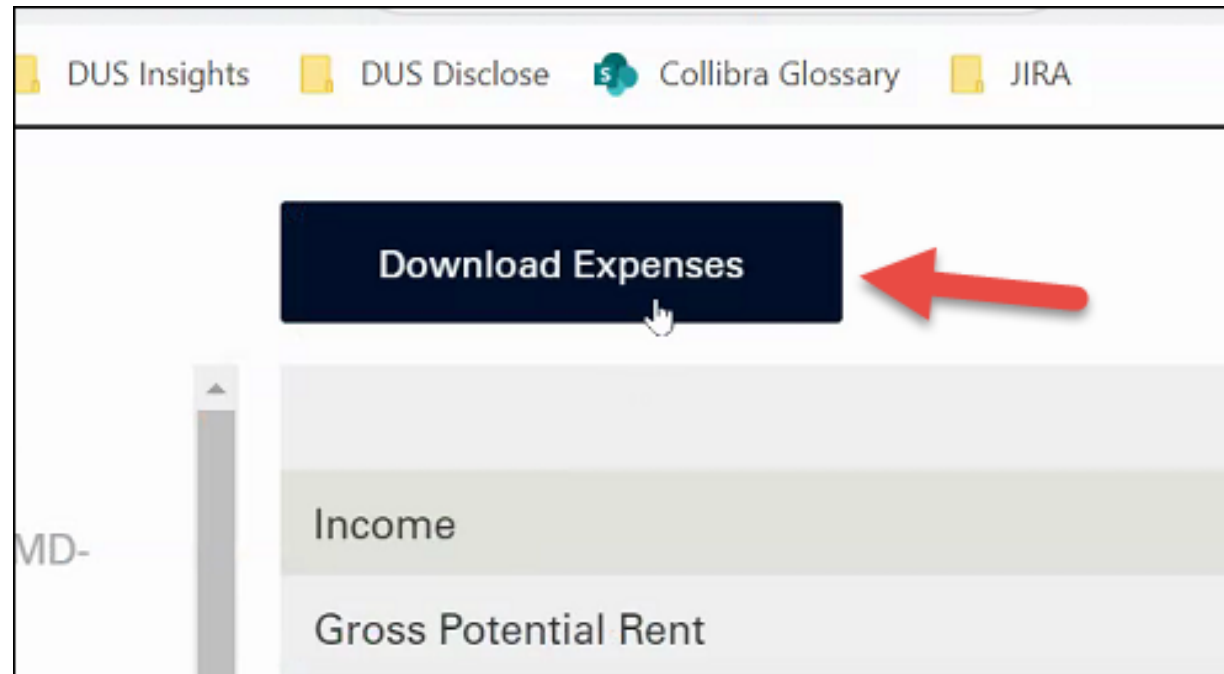 DUS Insights DUS Disclose Collibra Glossary JIRA
Download Expenses
Income
MD-
Gross Potential Rent